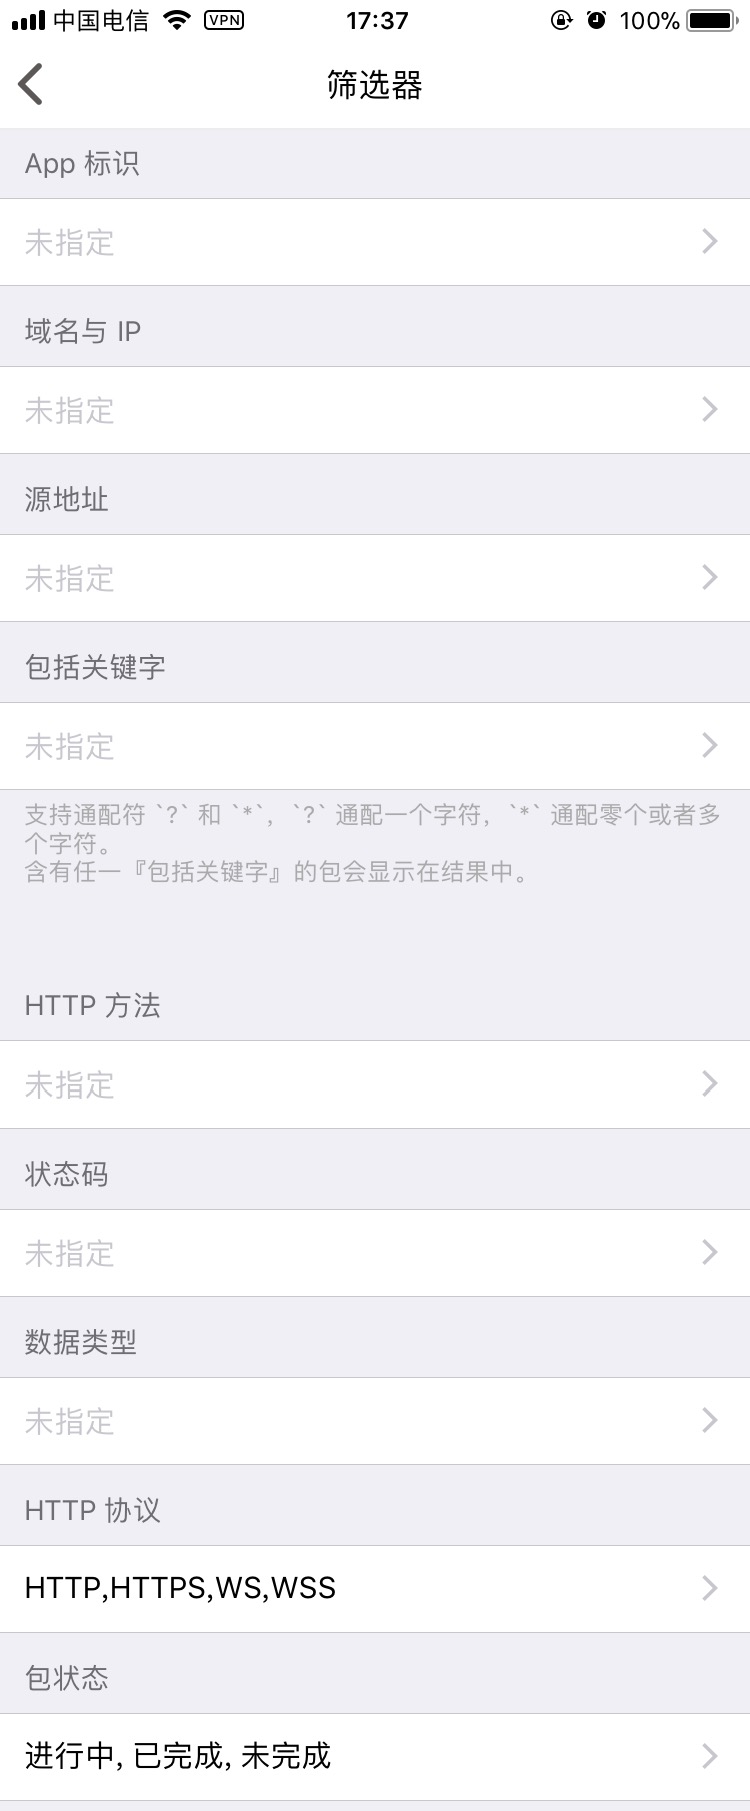 中国电信 VPN 17:37 100%
筛选器
App 标识
未指定
域名与 IP
未指定
源地址
未指定
包括关键字
未指定
支持通配符 `?` 和 `*`，`?` 通配一个字符，`*` 通配零个或者多
个字符。
含有任一『包括关键字』的包会显示在结果中。
HTTP 方法
未指定
状态码
未指定
数据类型
未指定
HTTP 协议
HTTP,HTTPS,WS,WSS
包状态
进行中, 已完成, 未完成